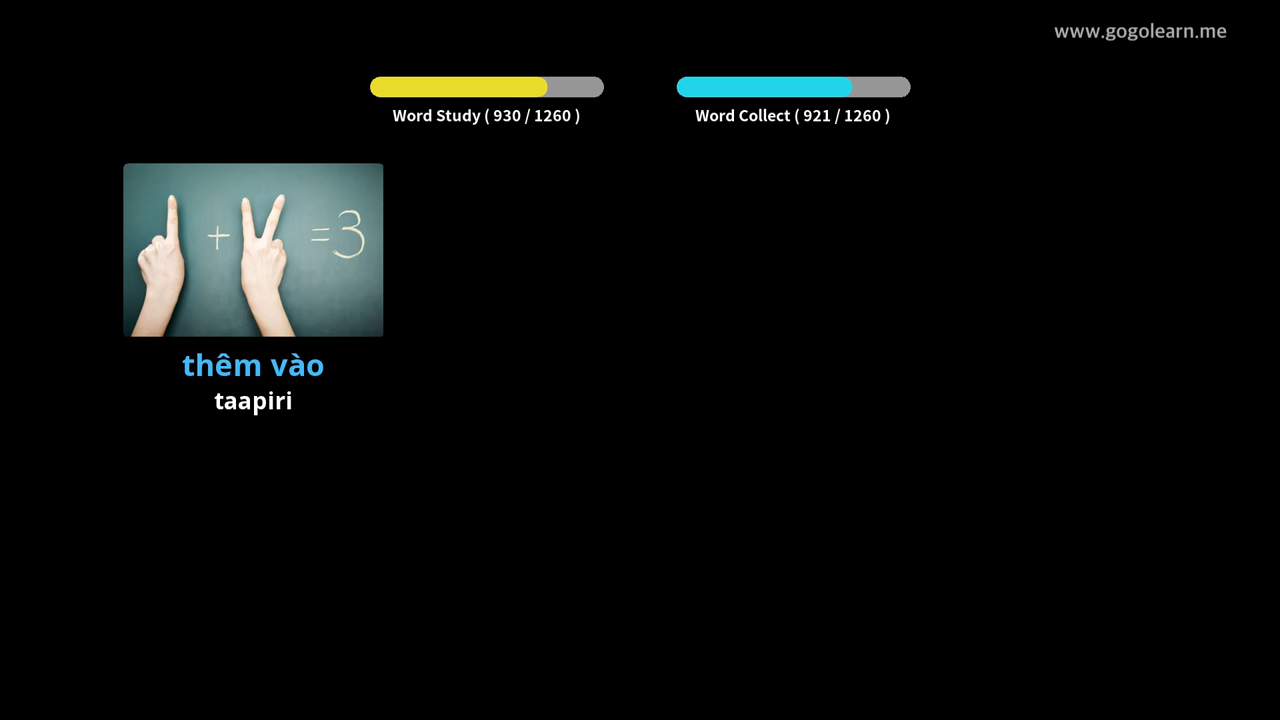 www.gogolearn.me
Word Study ( 930 / 1260 )
Word Collect ( 921 / 1260 )
+ = 3
thêm vào
taapiri